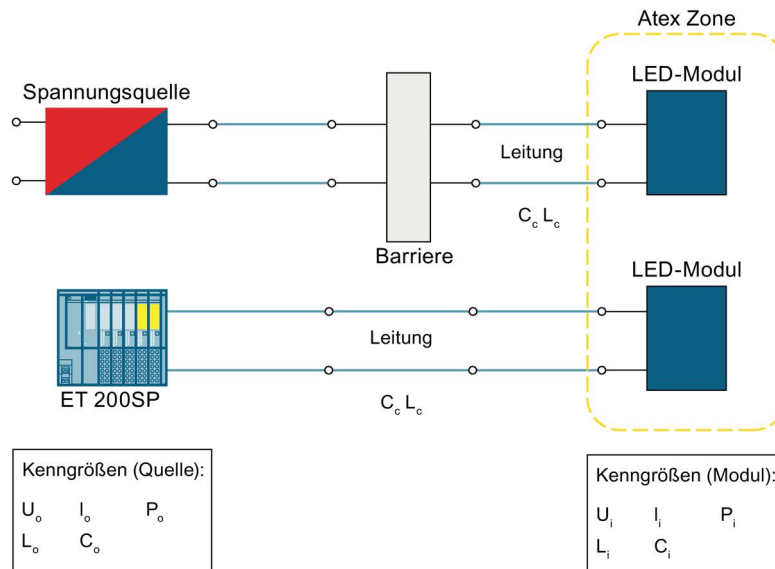 Atex Zone
Spannungsquelle
LED-Modul
Leitung
C_c L_c
Barriere
LED-Modul
Leitung
ET 200SP
C_c L_c
Kenngrößen (Quelle):
U_o I_o P_o
L_o C_o
Kenngrößen (Modul):
U_i I_i P_i
L_i C_i